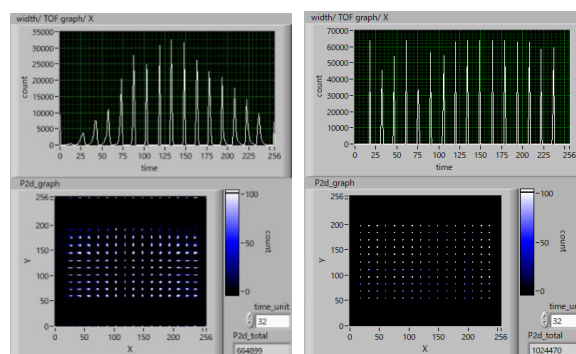 width/ TOF graph/ X
35000
30000
25000
20000
15000
10000
5000
0
count
0 25 50 75 100 125 150 175 200 225 256
time
P2d_graph
256
200
150
100
50
0
Y
0 50 100 150 200 256
X
100
50
0
count
time_unit
32
P2d_total
664899
width/ TOF graph/ X
70000
60000
50000
40000
30000
20000
10000
0
count
0 25 50 75 100 125 150 175 200 225 256
time
P2d_graph
256
200
150
100
50
0
Y
0 50 100 150 200 256
X
100
50
0
count
time_un
32
P2d_total
1024470